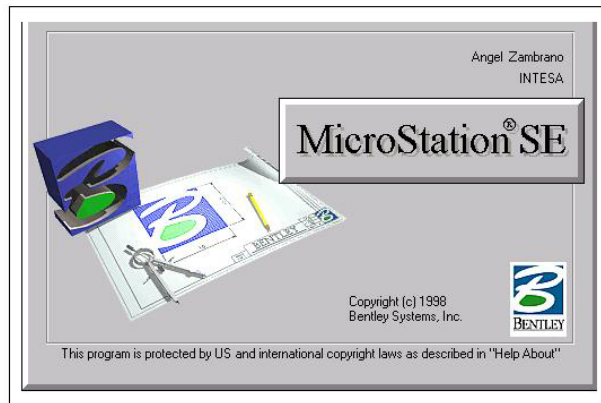 Angel Zambrano
INTESA
MicroStation® SE
BENTLEY
Copyright (c) 1998
Bentley Systems, Inc.
BENTLEY
This program is protected by US and international copyright laws as described in "Help About"